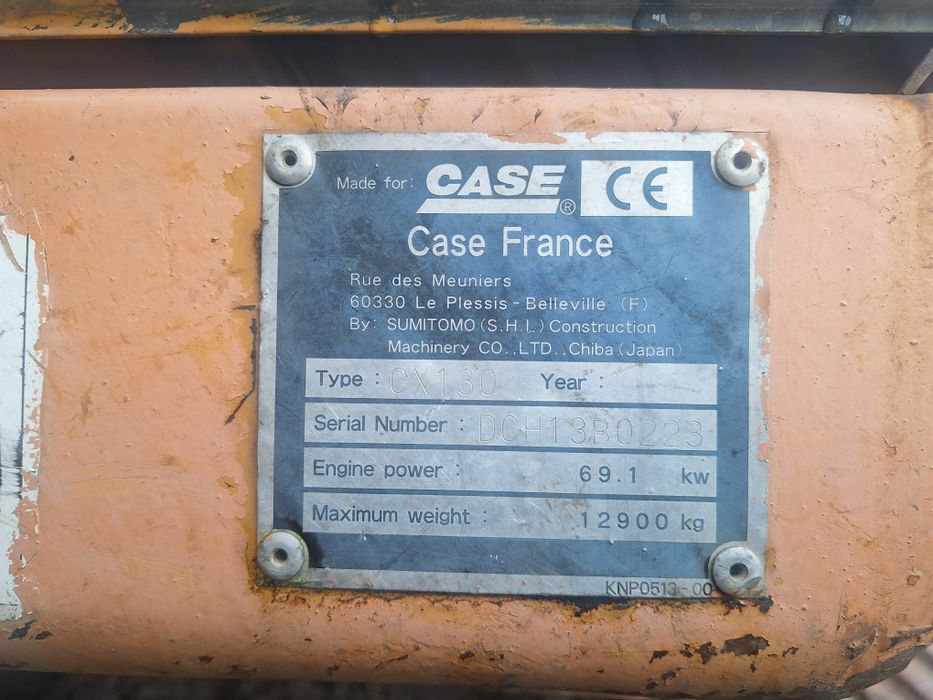 Made for: CASE® CE
Case France
Rue des Meuniers
60330 Le Plessis-Belleville (F)
By: SUMITOMO (S.H.I.) Construction
Machinery CO.,LTD.,Chiba (Japan)
Type : CX130 Year :
Serial Number : DCH13B0223
Engine power : 69.1 kw
Maximum weight : 12900 kg
KNP0513-00